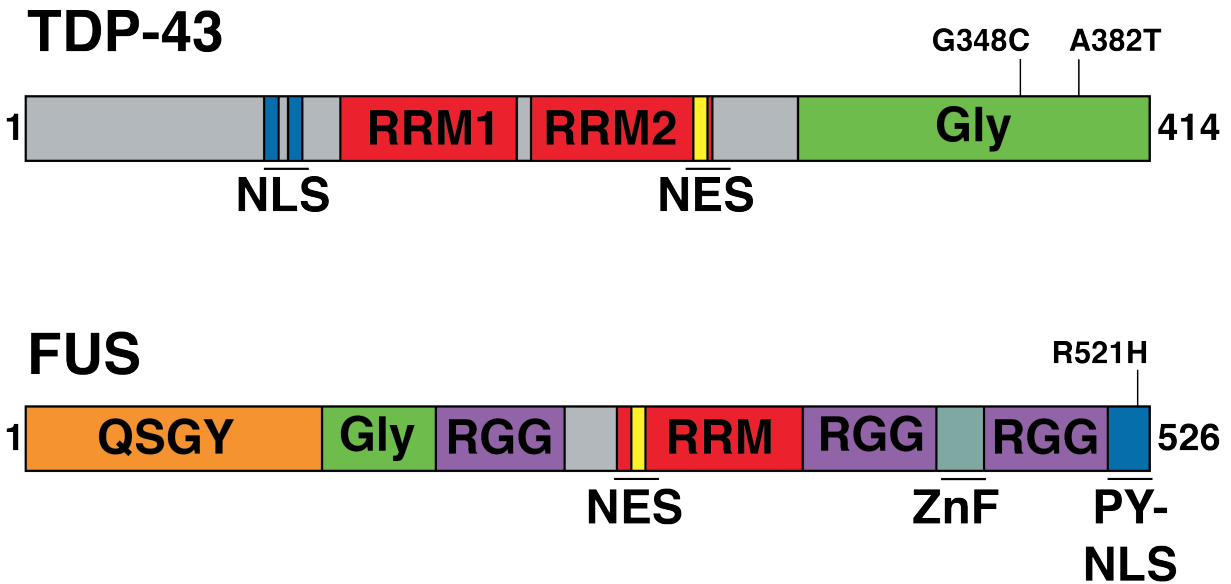 TDP-43
G348C A382T
1 RRM1 RRM2 Gly 414
NLS NES
FUS
R521H
1 QSGY Gly RGG RRM RGG RGG 526
NES ZnF PY-
NLS